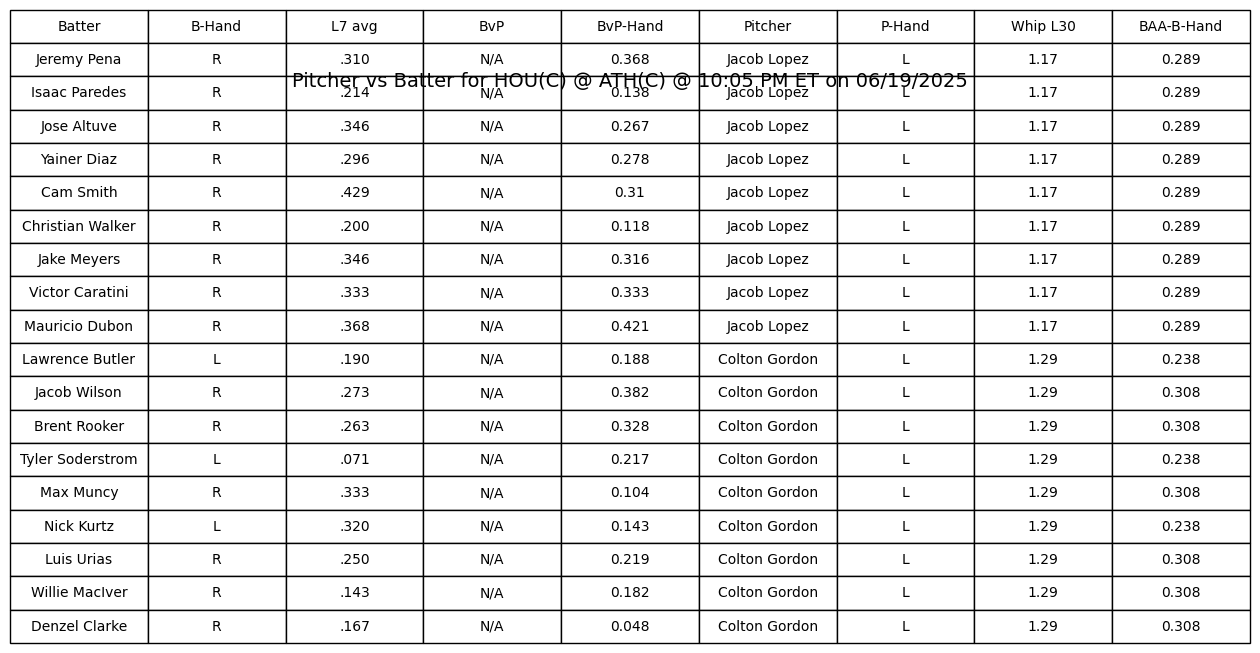 Batter B-Hand L7 avg BvP BvP-Hand Pitcher P-Hand Whip L30 BAA-B-Hand
Jeremy Pena R .310 N/A 0.368 Jacob Lopez L 1.17 0.289
Pitcher vs Batter for HOU(C) @ ATH(C) @ 10:05 PM ET on 06/19/2025
Isaac Paredes R .214 N/A 0.138 Jacob Lopez L 1.17 0.289
Jose Altuve R .346 N/A 0.267 Jacob Lopez L 1.17 0.289
Yainer Diaz R .296 N/A 0.278 Jacob Lopez L 1.17 0.289
Cam Smith R .429 N/A 0.31 Jacob Lopez L 1.17 0.289
Christian Walker R .200 N/A 0.118 Jacob Lopez L 1.17 0.289
Jake Meyers R .346 N/A 0.316 Jacob Lopez L 1.17 0.289
Victor Caratini R .333 N/A 0.333 Jacob Lopez L 1.17 0.289
Mauricio Dubon R .368 N/A 0.421 Jacob Lopez L 1.17 0.289
Lawrence Butler L .190 N/A 0.188 Colton Gordon L 1.29 0.238
Jacob Wilson R .273 N/A 0.382 Colton Gordon L 1.29 0.308
Brent Rooker R .263 N/A 0.328 Colton Gordon L 1.29 0.308
Tyler Soderstrom L .071 N/A 0.217 Colton Gordon L 1.29 0.238
Max Muncy R .333 N/A 0.104 Colton Gordon L 1.29 0.308
Nick Kurtz L .320 N/A 0.143 Colton Gordon L 1.29 0.238
Luis Urias R .250 N/A 0.219 Colton Gordon L 1.29 0.308
Willie MacIver R .143 N/A 0.182 Colton Gordon L 1.29 0.308
Denzel Clarke R .167 N/A 0.048 Colton Gordon L 1.29 0.308